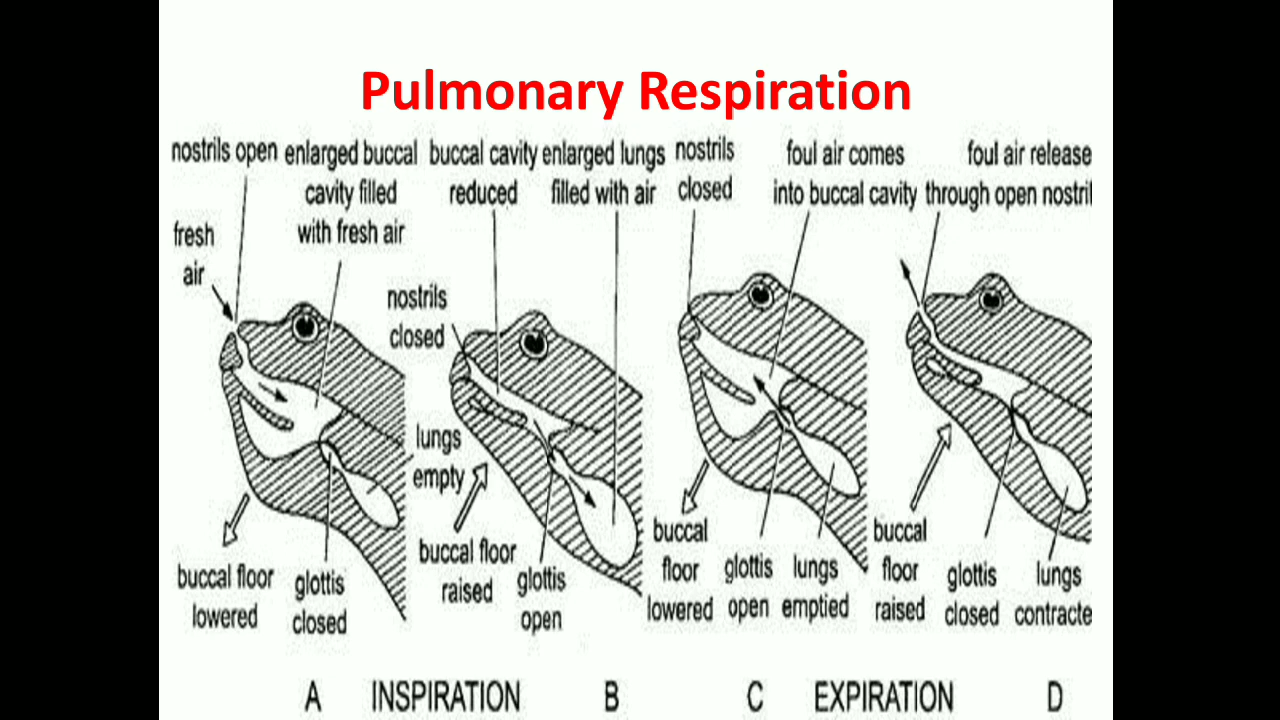 Pulmonary Respiration
nostrils open
enlarged buccal
cavity filled
with fresh air
buccal cavity
reduced
enlarged lungs
filled with air
nostrils
closed
foul air comes
into buccal cavity
foul air release
through open nostril
fresh
air
nostrils
closed
lungs
empty
buccal floor
lowered
glottis
closed
buccal floor
raised
glottis
open
buccal
floor
lowered
glottis
open
lungs
emptied
buccal
floor
raised
glottis
closed
lungs
contracte
A INSPIRATION B C EXPIRATION D